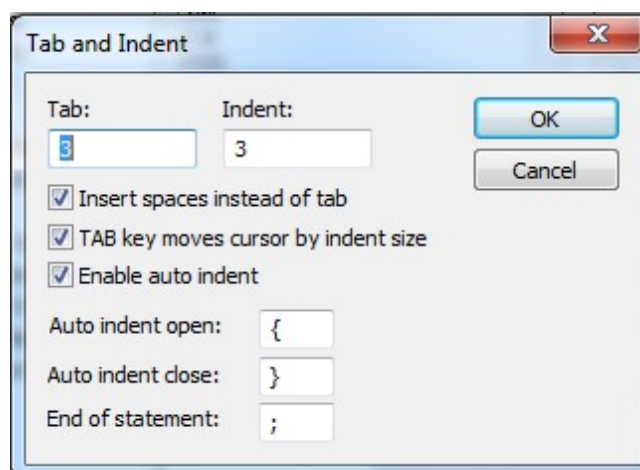 Tab and Indent
Tab: Indent:
3 3
OK
Cancel
Insert spaces instead of tab
TAB key moves cursor by indent size
Enable auto indent
Auto indent open: {
Auto indent close: }
End of statement: ;